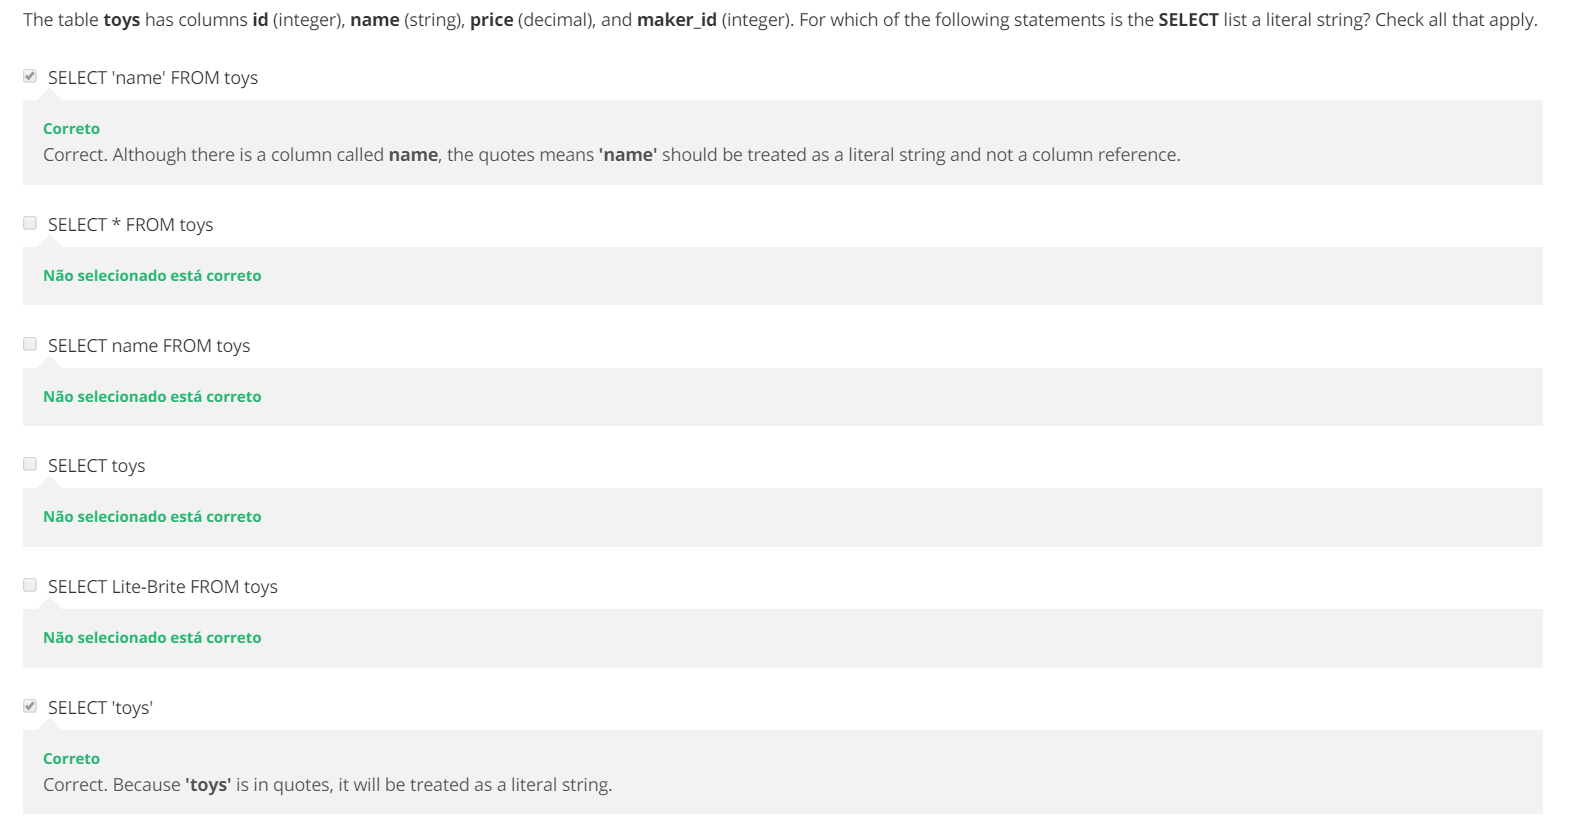 The table toys has columns id (integer), name (string), price (decimal), and maker_id (integer). For which of the following statements is the SELECT list a literal string? Check all that apply.
SELECT 'name' FROM toys
Correto
Correct. Although there is a column called name, the quotes means 'name' should be treated as a literal string and not a column reference.
SELECT * FROM toys
Não selecionado está correto
SELECT name FROM toys
Não selecionado está correto
SELECT toys
Não selecionado está correto
SELECT Lite-Brite FROM toys
Não selecionado está correto
SELECT 'toys'
Correto
Correct. Because 'toys' is in quotes, it will be treated as a literal string.